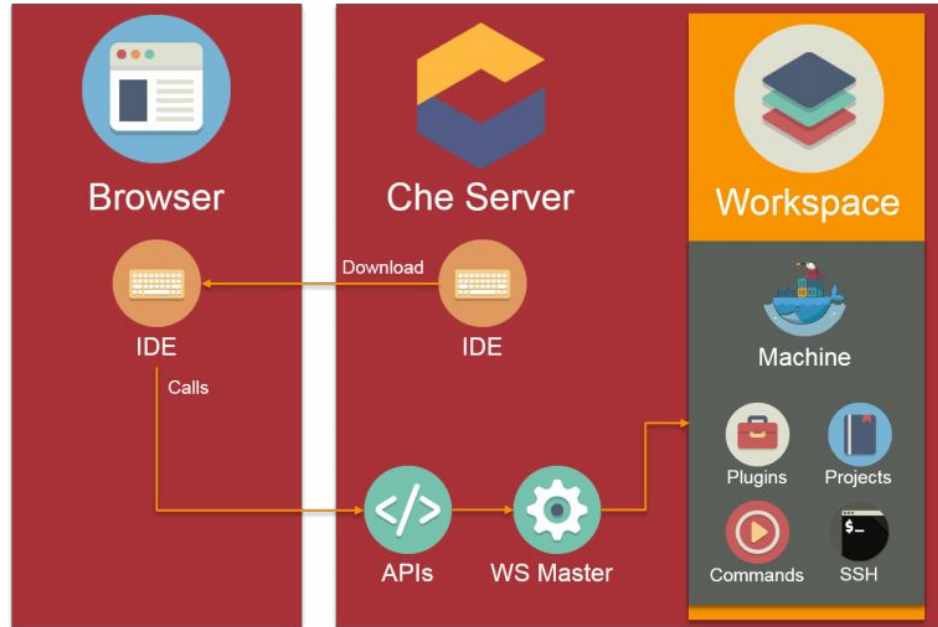 Browser
Che Server
Workspace
Download
IDE
IDE
Machine
Calls
Plugins
Projects
</>
$_
APIs
WS Master
Commands
SSH